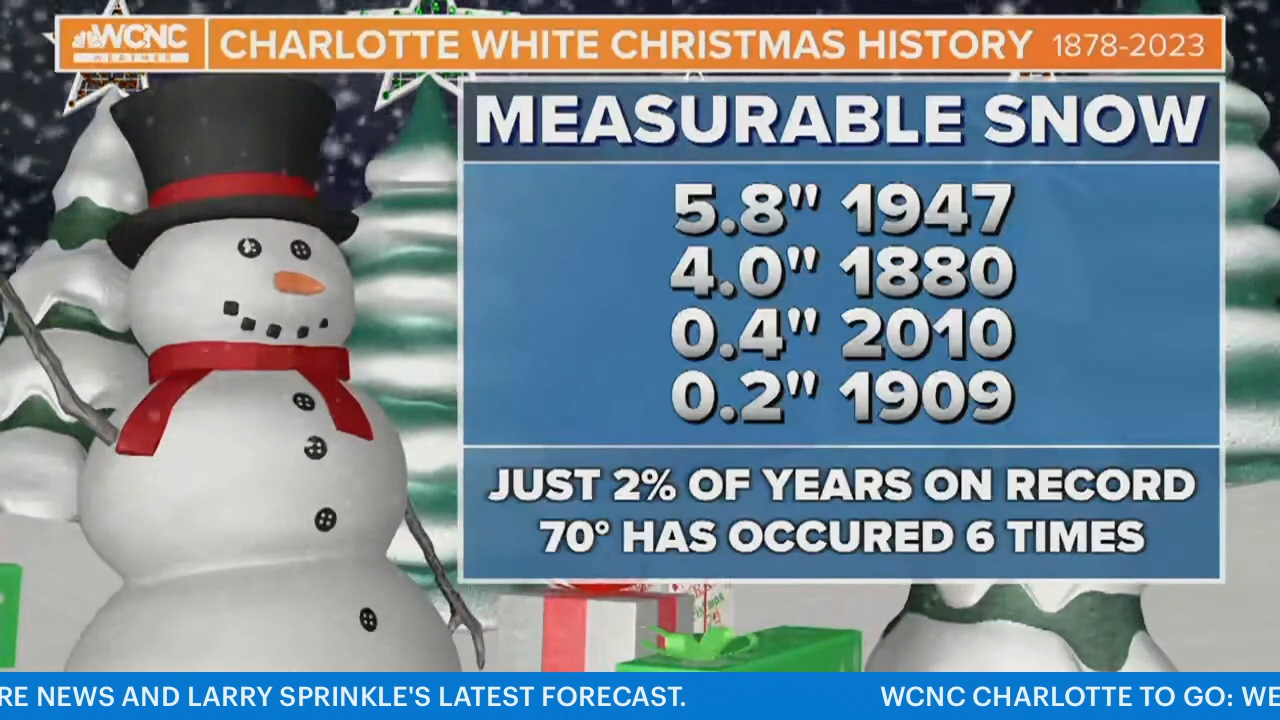 WCNC
WEATHER
CHARLOTTE WHITE CHRISTMAS HISTORY 1878-2023
MEASURABLE SNOW
5.8" 1947
4.0" 1880
0.4" 2010
0.2" 1909
JUST 2% OF YEARS ON RECORD
70° HAS OCCURED 6 TIMES
RE NEWS AND LARRY SPRINKLE'S LATEST FORECAST. WCNC CHARLOTTE TO GO: WE